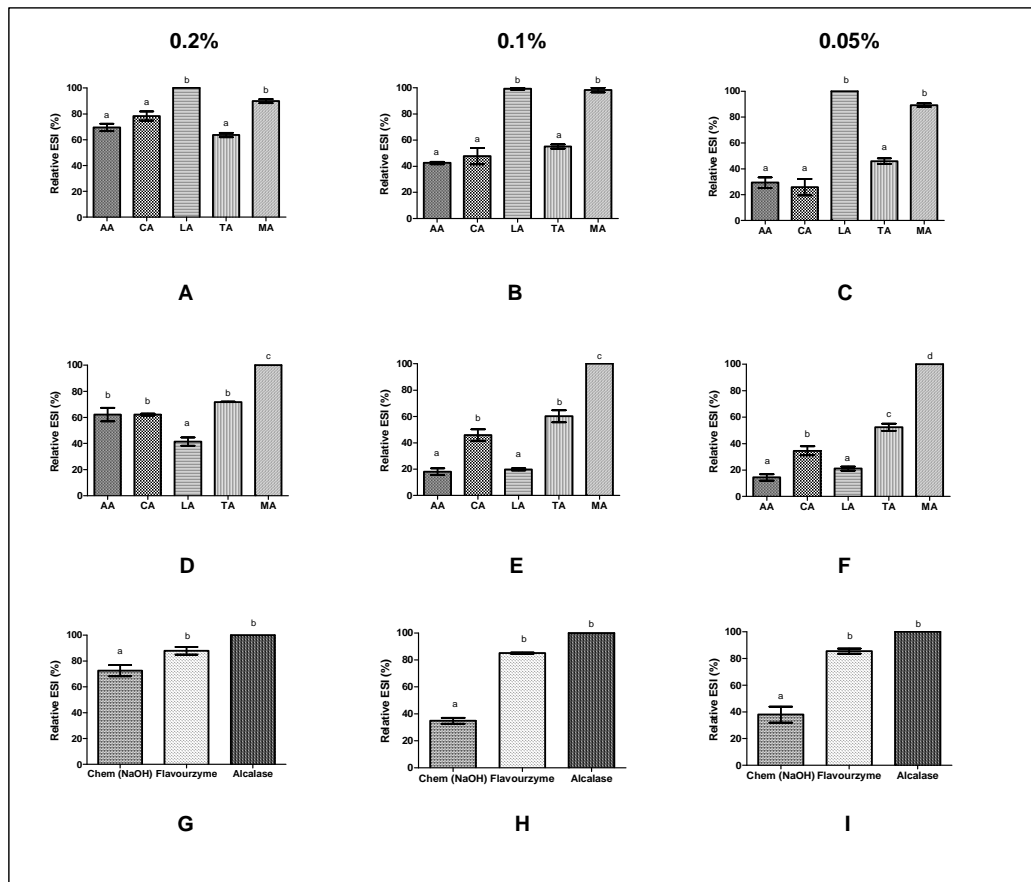 0.2% 0.1% 0.05%
Relative ESI (%)
100
80
60
40
20
0
a a b a b
AA CA LA TA MA
A
Relative ESI (%)
100
80
60
40
20
0
a a b a b
AA CA LA TA MA
B
Relative ESI (%)
100
80
60
40
20
0
a a b a b
AA CA LA TA MA
C
Relative ESI (%)
100
80
60
40
20
0
b b a b c
AA CA LA TA MA
D
Relative ESI (%)
100
80
60
40
20
0
a b a b c
AA CA LA TA MA
E
Relative ESI (%)
100
80
60
40
20
0
a b a c d
AA CA LA TA MA
F
Relative ESI (%)
100
80
60
40
20
0
a b b
Chem (NaOH) Flavourzyme Alcalase
G
Relative ESI (%)
100
80
60
40
20
0
a b b
Chem (NaOH) Flavourzyme Alcalase
H
Relative ESI (%)
100
80
60
40
20
0
a b b
Chem (NaOH) Flavourzyme Alcalase
I